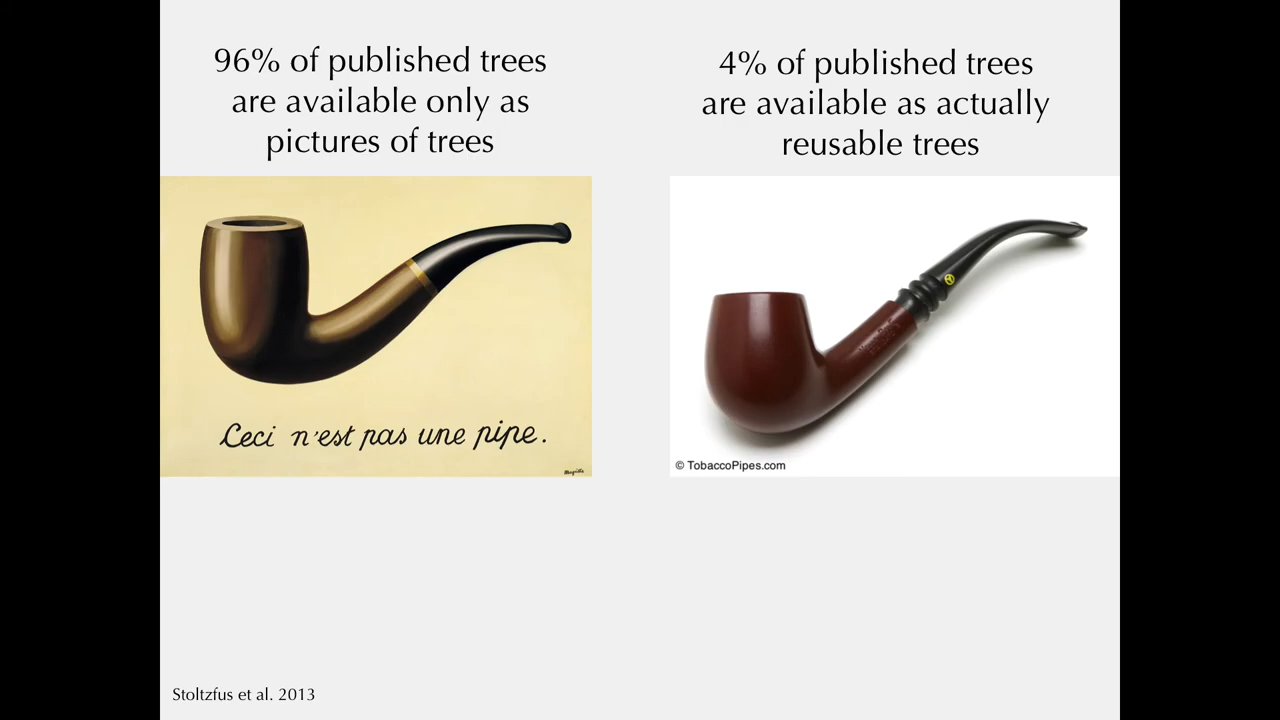 96% of published trees
are available only as
pictures of trees
4% of published trees
are available as actually
reusable trees
Ceci n'est pas une pipe.
Magritte
© TobaccoPipes.com
Stoltzfus et al. 2013